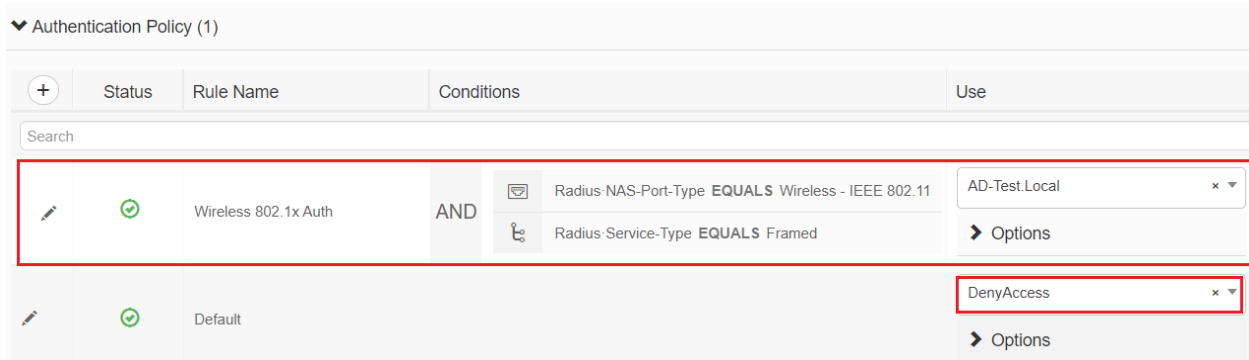 Authentication Policy (1)
+ Status Rule Name Conditions Use
Search
Wireless 802.1x Auth AND Radius·NAS-Port-Type EQUALS Wireless - IEEE 802.11 AD-Test.Local ×
Radius·Service-Type EQUALS Framed Options
Default DenyAccess ×
Options